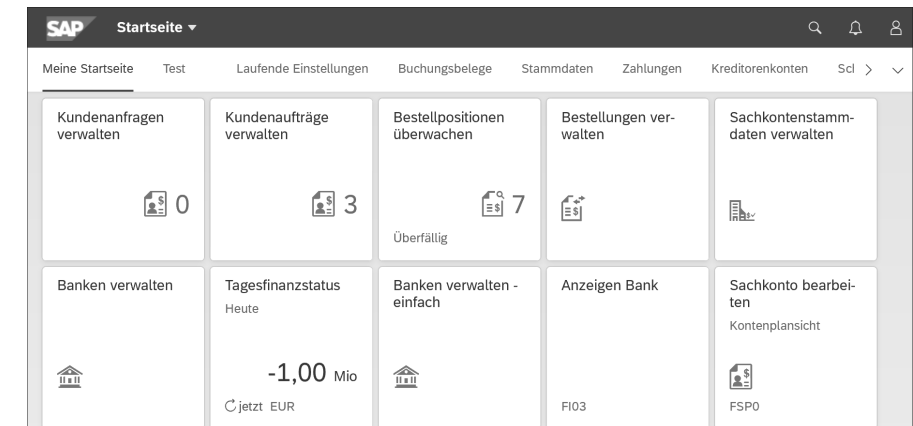 SAP Startseite
Meine Startseite Test Laufende Einstellungen Buchungsbelege Stammdaten Zahlungen Kreditorenkonten Scl
Kundenanfragen
verwalten
0
Kundenaufträge
verwalten
3
Bestellpositionen
überwachen
7
Überfällig
Bestellungen ver-
walten
Sachkontenstamm-
daten verwalten
Banken verwalten
Tagesfinanzstatus
Heute
-1,00 Mio
jetzt EUR
Banken verwalten -
einfach
Anzeigen Bank
FI03
Sachkonto bearbei-
ten
Kontenplansicht
FSP0